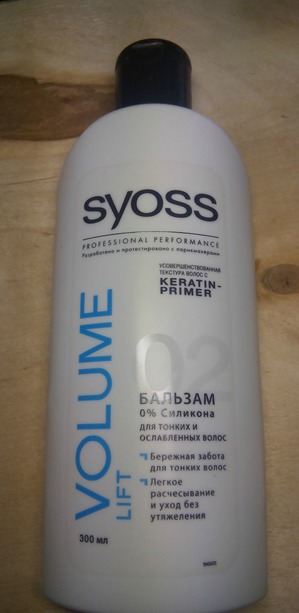 syoss
PROFESSIONAL PERFORMANCE
Разработано и протестировано с парикмахерами
УСОВЕРШЕНСТВОВАННАЯ
ТЕКСТУРА ВОЛОС С
KERATIN-
PRIMER
02
VOLUME
LIFT
БАЛЬЗАМ
0% Силикона
ДЛЯ ТОНКИХ И
ОСЛАБЛЕННЫХ ВОЛОС
Бережная забота
для тонких волос
Легкое
расчесывание
и уход без
утяжеления
300 мл